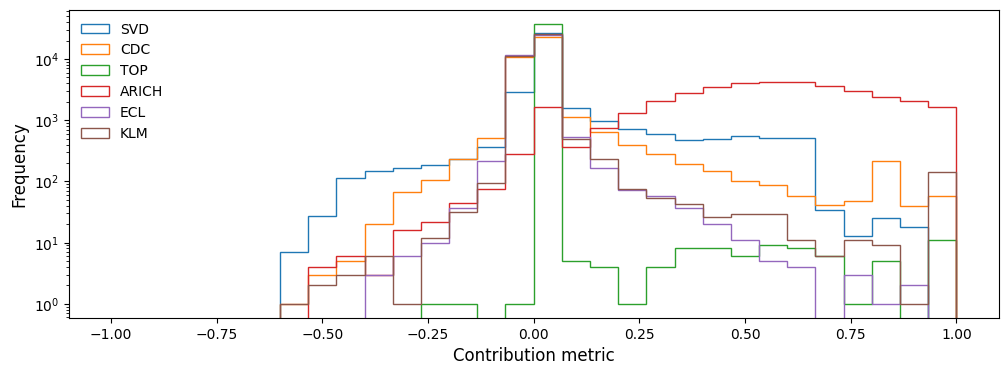 SVD
CDC
TOP
ARICH
ECL
KLM
Frequency
10⁴
10³
10²
10¹
10⁰
−1.00 −0.75 −0.50 −0.25 0.00 0.25 0.50 0.75 1.00
Contribution metric